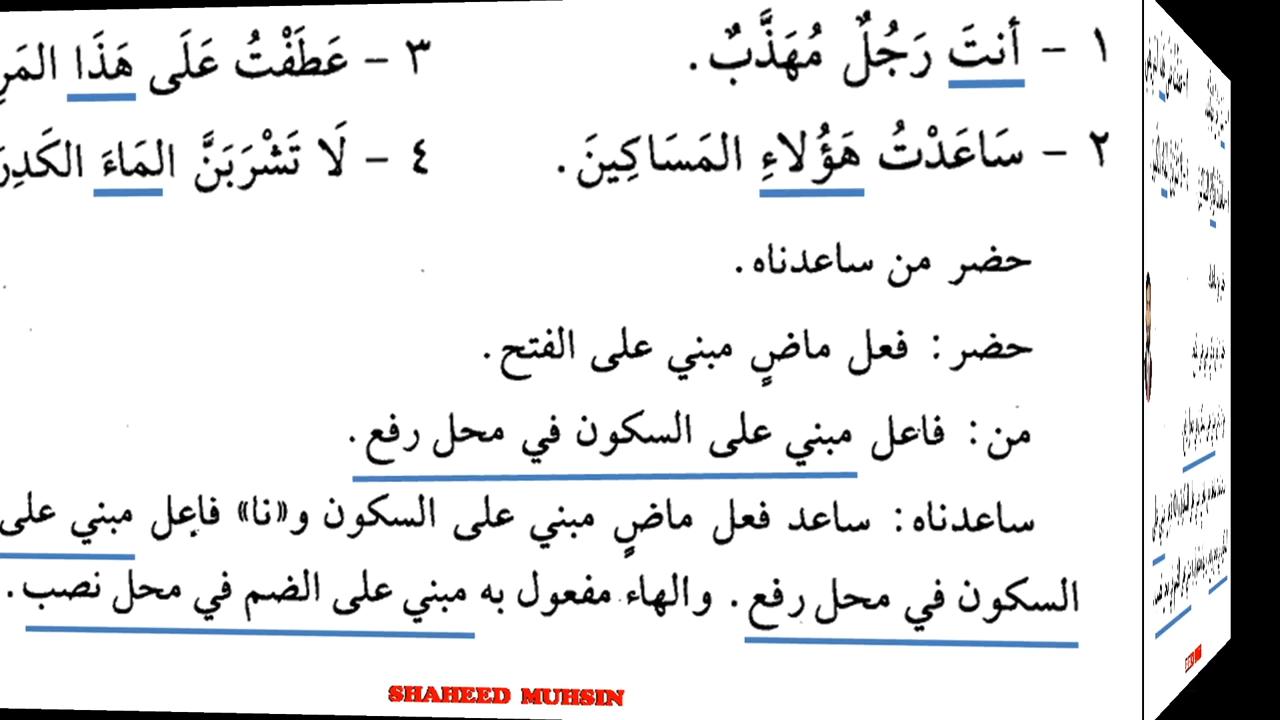 ١ - أنتَ رَجُلٌ مُهَذَّبٌ. ٣ - عَطَفْتُ عَلَى هَذَا
٢ - سَاعَدْتُ هَؤُلاءِ المَسَاكِينَ. ٤ - لَا تَشْرَبَنَّ المَاءَ
حضر من ساعدناه.
حضر: فعل ماضٍ مبني على الفتح.
من: فاعل مبني على السكون في محل رفع.
ساعدناه: ساعد فعل ماضٍ مبني على السكون و«نا» فاعل مبني على
السكون في محل رفع. والهاء مفعول به مبني على الضم في محل نصب.
SHAHEED MUHSIN